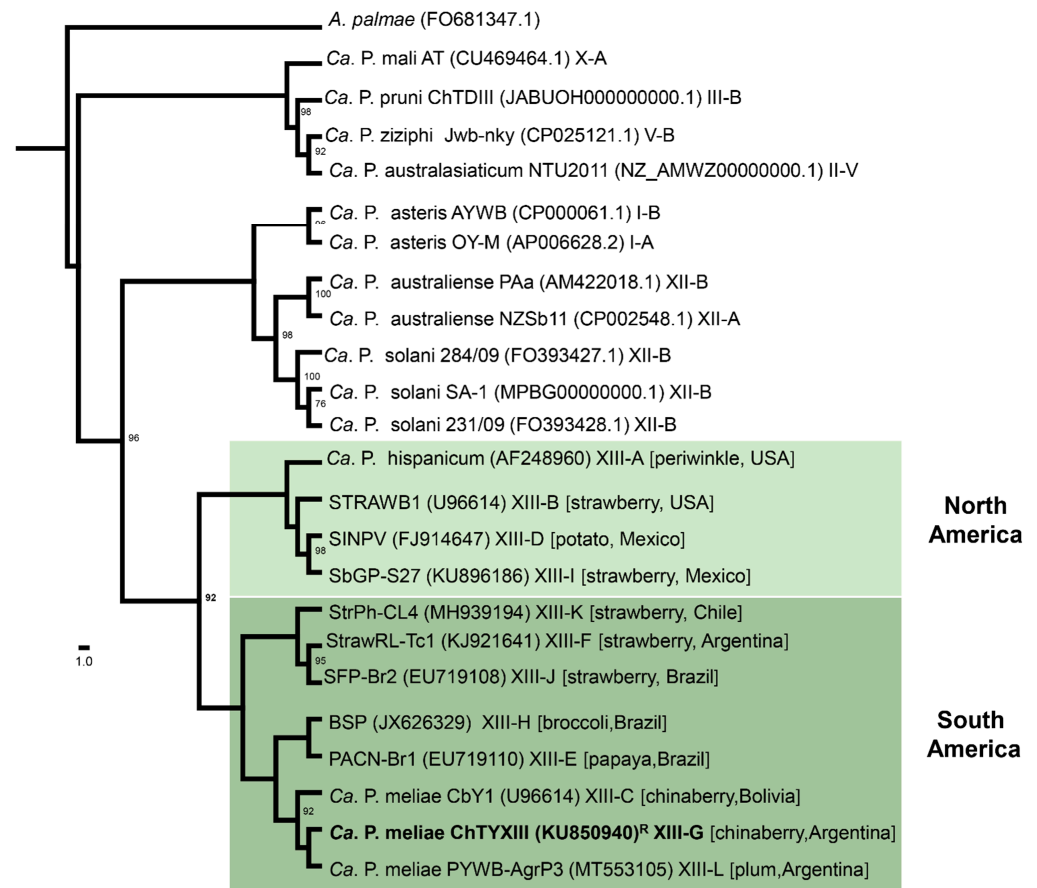 A. palmae (FO681347.1)
Ca. P. mali AT (CU469464.1) X-A
Ca. P. pruni ChTDIII (JABUOH000000000.1) III-B
98
Ca. P. ziziphi Jwb-nky (CP025121.1) V-B
92
Ca. P. australasiaticum NTU2011 (NZ_AMWZ00000000.1) II-V
Ca. P. asteris AYWB (CP000061.1) I-B
Ca. P. asteris OY-M (AP006628.2) I-A
Ca. P. australiense PAa (AM422018.1) XII-B
100
Ca. P. australiense NZSb11 (CP002548.1) XII-A
98
Ca. P. solani 284/09 (FO393427.1) XII-B
100
Ca. P. solani SA-1 (MPBG00000000.1) XII-B
76
Ca. P. solani 231/09 (FO393428.1) XII-B
96
Ca. P. hispanicum (AF248960) XIII-A [periwinkle, USA]
STRAWB1 (U96614) XIII-B [strawberry, USA]
North
America
SINPV (FJ914647) XIII-D [potato, Mexico]
98
SbGP-S27 (KU896186) XIII-I [strawberry, Mexico]
92
StrPh-CL4 (MH939194) XIII-K [strawberry, Chile]
StrawRL-Tc1 (KJ921641) XIII-F [strawberry, Argentina]
95
1.0
SFP-Br2 (EU719108) XIII-J [strawberry, Brazil]
BSP (JX626329) XIII-H [broccoli,Brazil]
South
America
PACN-Br1 (EU719110) XIII-E [papaya,Brazil]
Ca. P. meliae CbY1 (U96614) XIII-C [chinaberry,Bolivia]
92
Ca. P. meliae ChTYXIII (KU850940)ᴿ XIII-G [chinaberry,Argentina]
Ca. P. meliae PYWB-AgrP3 (MT553105) XIII-L [plum,Argentina]